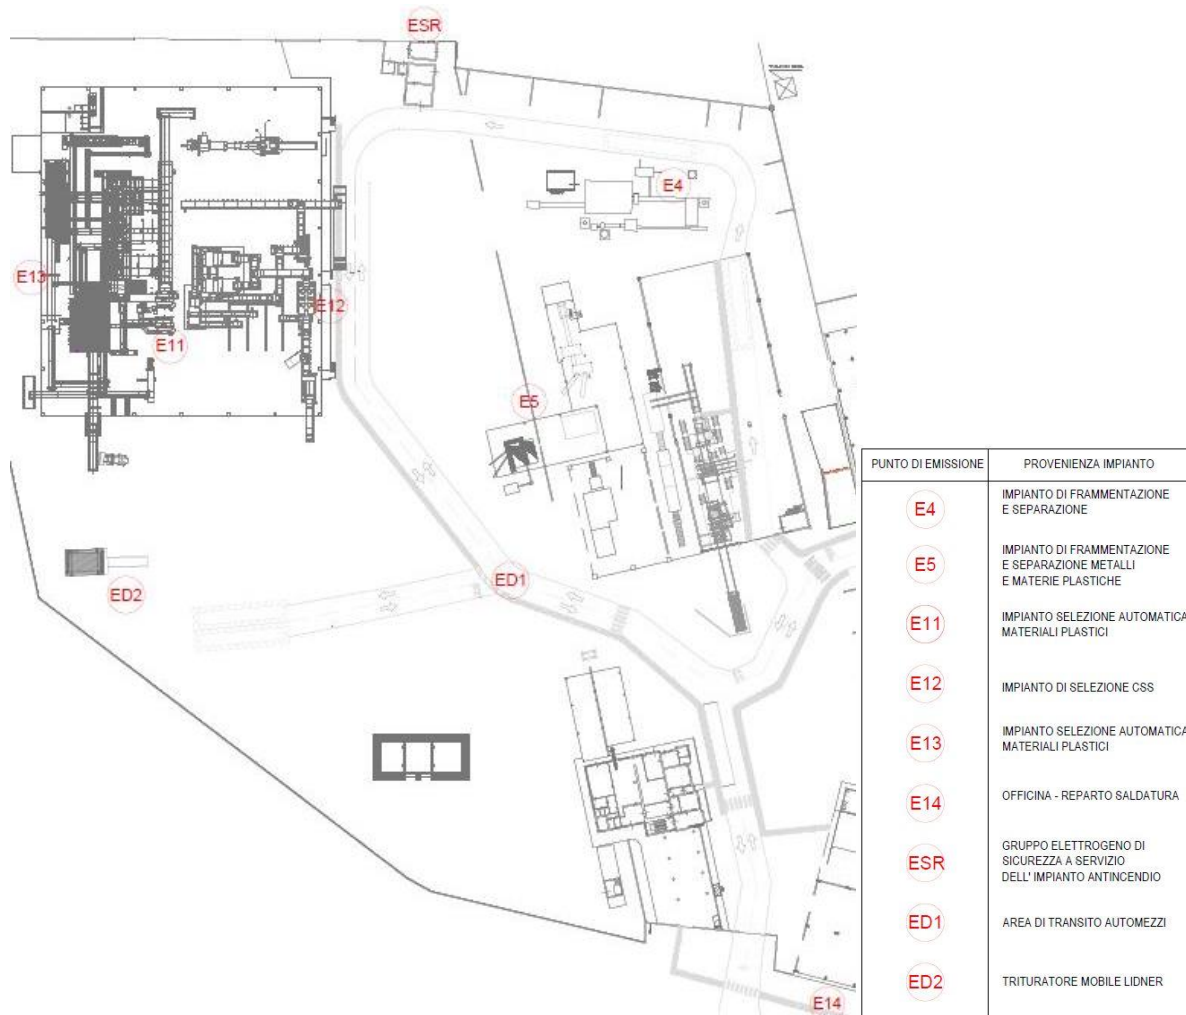 ESR
E4
E13
E12
E11
E5
ED1
ED2
E14
PUNTO DI EMISSIONE PROVENIENZA IMPIANTO
E4 IMPIANTO DI FRAMMENTAZIONE
E SEPARAZIONE
E5 IMPIANTO DI FRAMMENTAZIONE
E SEPARAZIONE METALLI
E MATERIE PLASTICHE
E11 IMPIANTO SELEZIONE AUTOMATICA
MATERIALI PLASTICI
E12 IMPIANTO DI SELEZIONE CSS
E13 IMPIANTO SELEZIONE AUTOMATICA
MATERIALI PLASTICI
E14 OFFICINA - REPARTO SALDATURA
ESR GRUPPO ELETTROGENO DI
SICUREZZA A SERVIZIO
DELL' IMPIANTO ANTINCENDIO
ED1 AREA DI TRANSITO AUTOMEZZI
ED2 TRITURATORE MOBILE LIDNER